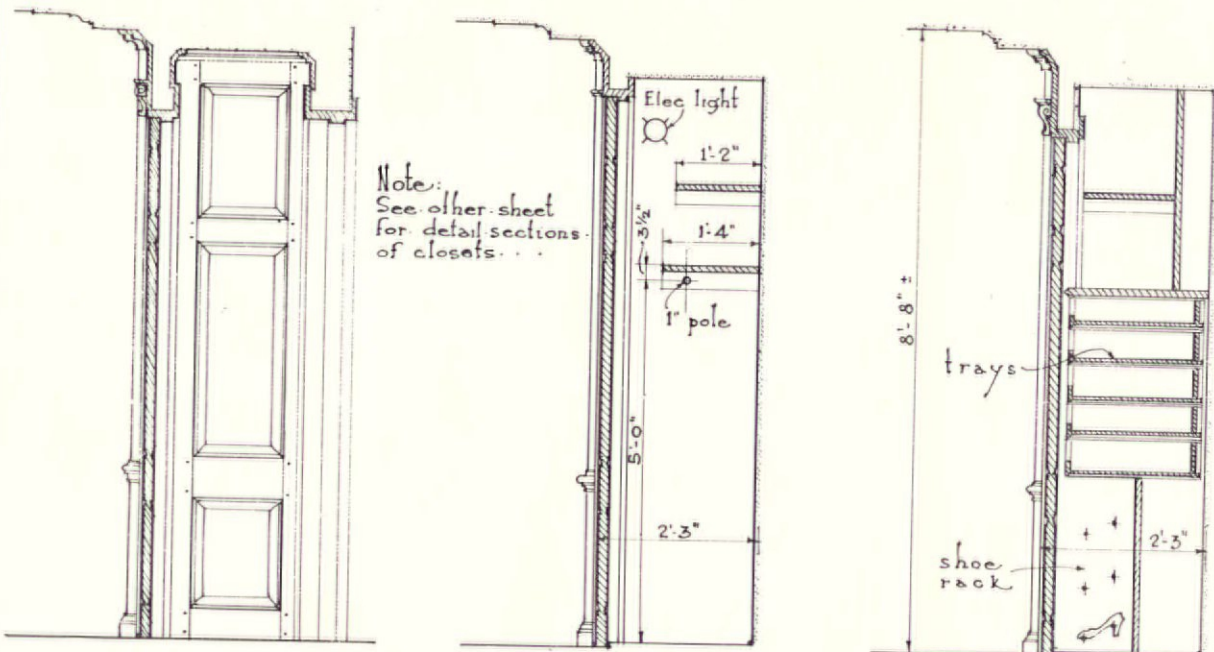 Note:
See other sheet
for detail sections
of closets . . .
Elec light
1'-2"
3½"
1'-4"
1" pole
5'-0"
2'-3"
8'-8" ±
trays
2'-3"
shoe
rack